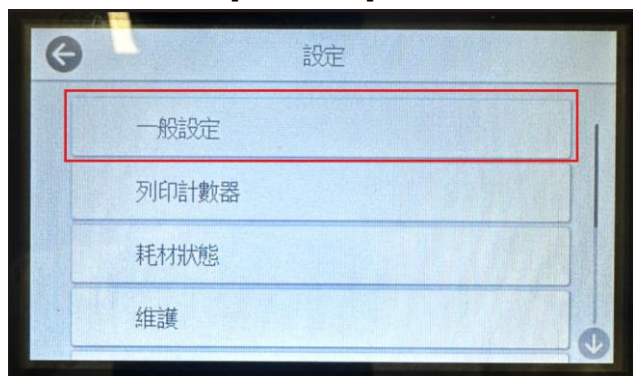 設定
一般設定
列印計數器
耗材狀態
維護